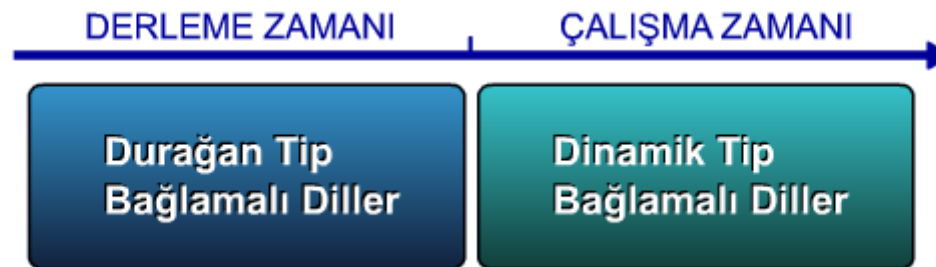 DERLEME ZAMANI
ÇALIŞMA ZAMANI
Durağan Tip
Bağlamalı Diller
Dinamik Tip
Bağlamalı Diller